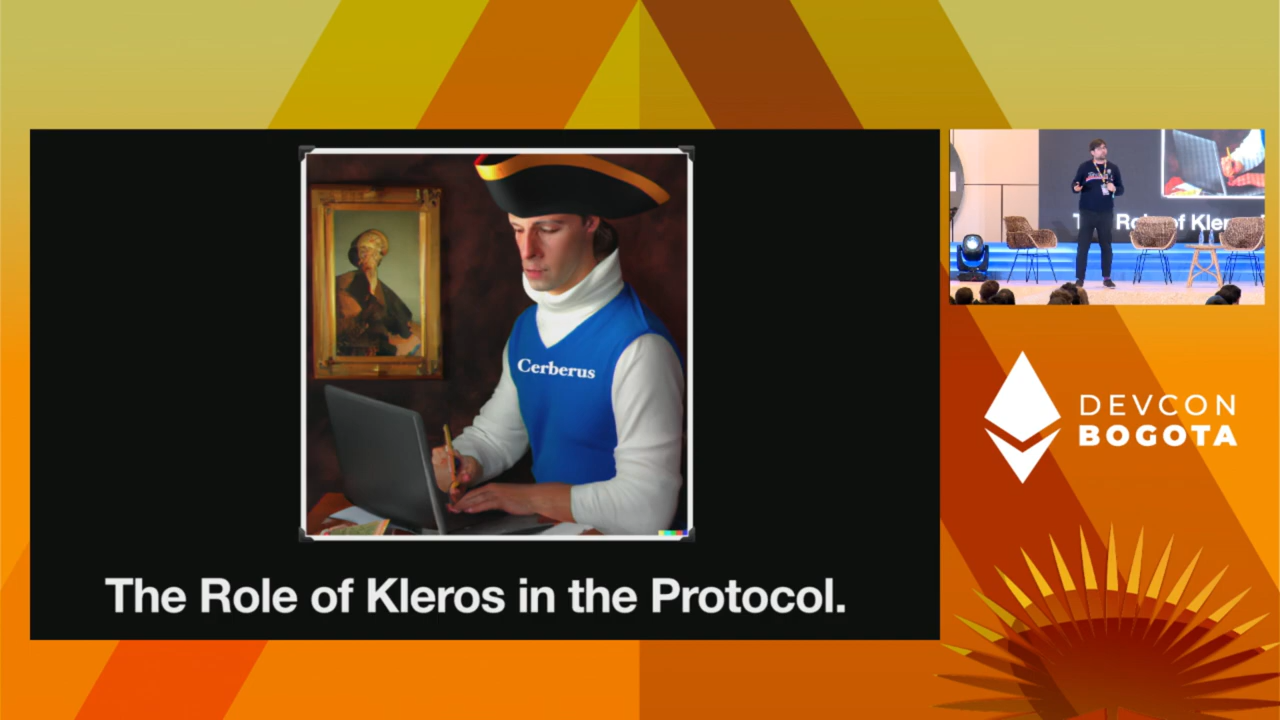 Cerberus
The Role of Kleros in the Protocol.
DEVCON
BOGOTA